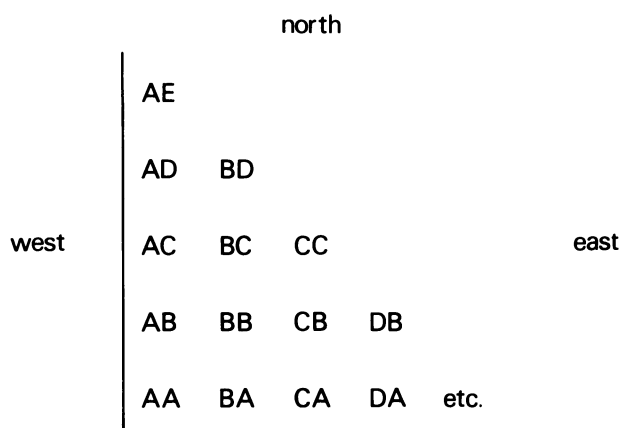 north
AE
AD BD
west AC BC CC east
AB BB CB DB
AA BA CA DA etc.